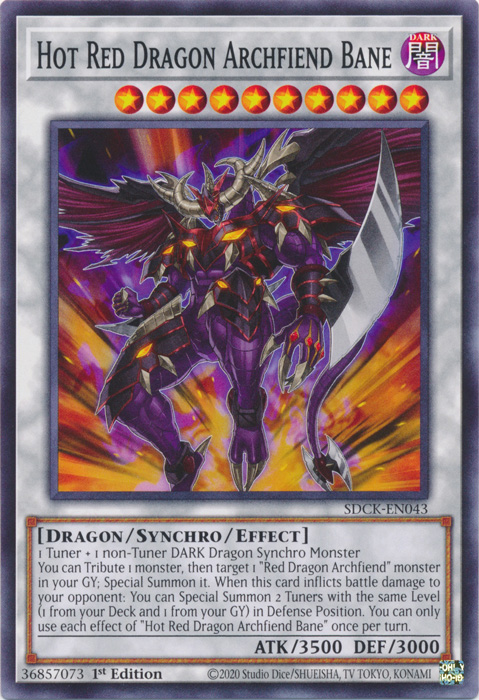 HOT RED DRAGON ARCHFIEND BANE
DARK
闇
SDCK-EN043
[DRAGON/SYNCHRO/EFFECT]
1 Tuner + 1 non-Tuner DARK Dragon Synchro Monster
You can Tribute 1 monster, then target 1 "Red Dragon Archfiend" monster
in your GY; Special Summon it. When this card inflicts battle damage to
your opponent: You can Special Summon 2 Tuners with the same Level
(1 from your Deck and 1 from your GY) in Defense Position. You can only
use each effect of "Hot Red Dragon Archfiend Bane" once per turn.
ATK/3500 DEF/3000
36857073 1st Edition ©2020 Studio Dice/SHUEISHA, TV TOKYO, KONAMI